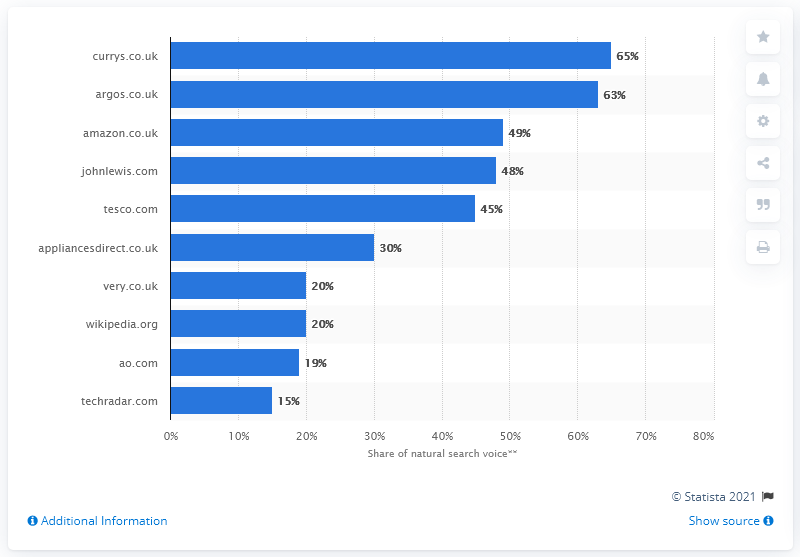 currys.co.uk 65%
argos.co.uk 63%
amazon.co.uk 49%
johnlewis.com 48%
tesco.com 45%
appliancesdirect.co.uk 30%
very.co.uk 20%
wikipedia.org 20%
ao.com 19%
techradar.com 15%
0% 10% 20% 30% 40% 50% 60% 70% 80%
Share of natural search voice**
© Statista 2021
Additional Information Show source